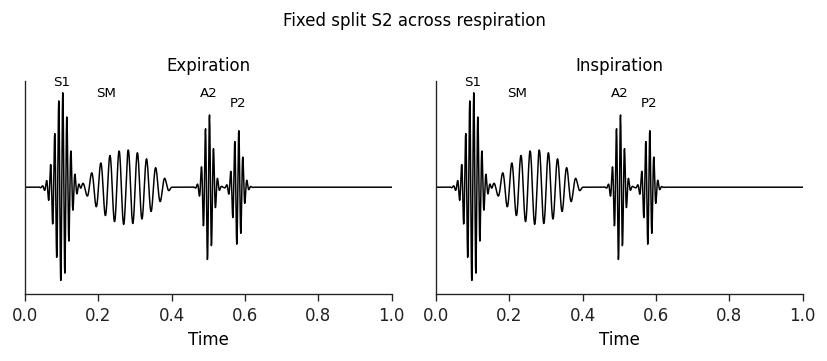 Fixed split S2 across respiration
Expiration
Inspiration
S1
SM
A2
P2
S1
SM
A2
P2
0.0 0.2 0.4 0.6 0.8 1.0
0.0 0.2 0.4 0.6 0.8 1.0
Time
Time